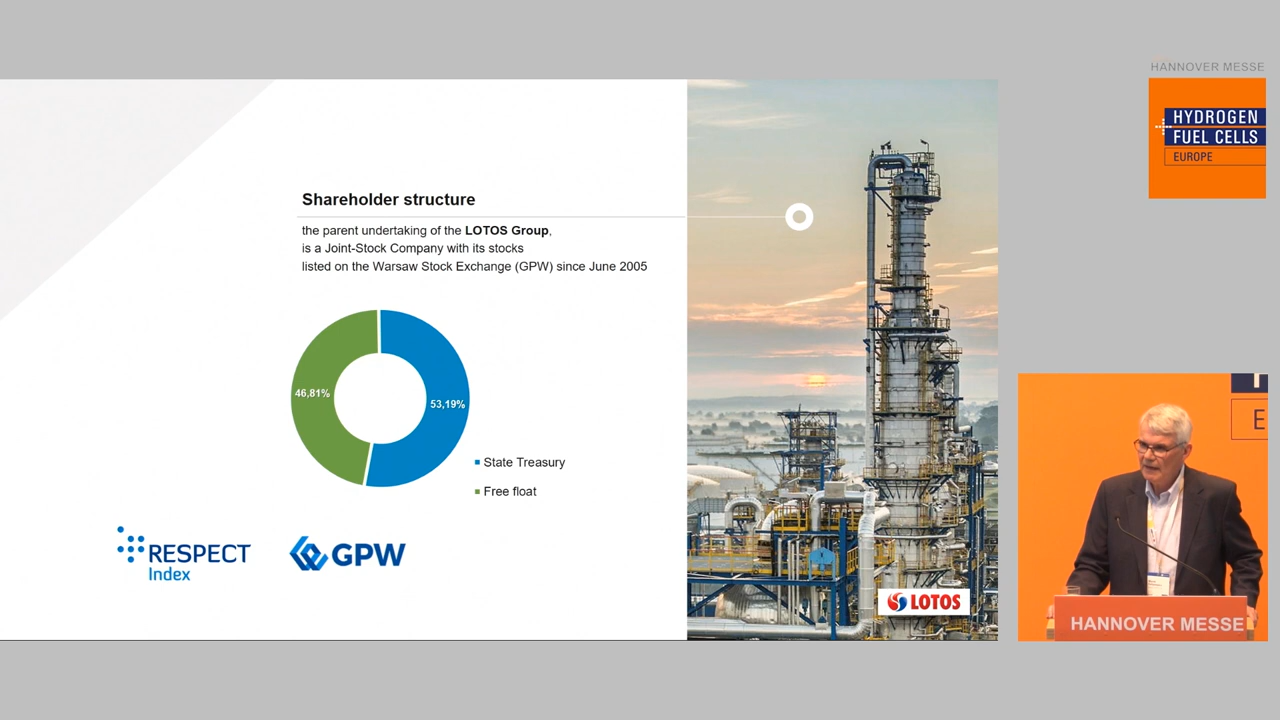 HANNOVER MESSE
HYDROGEN
FUEL CELLS
EUROPE
Shareholder structure
the parent undertaking of the LOTOS Group,
is a Joint-Stock Company with its stocks
listed on the Warsaw Stock Exchange (GPW) since June 2005
46,81%
53,19%
State Treasury
Free float
RESPECT
Index
GPW
LOTOS
E
HANNOVER MESSE